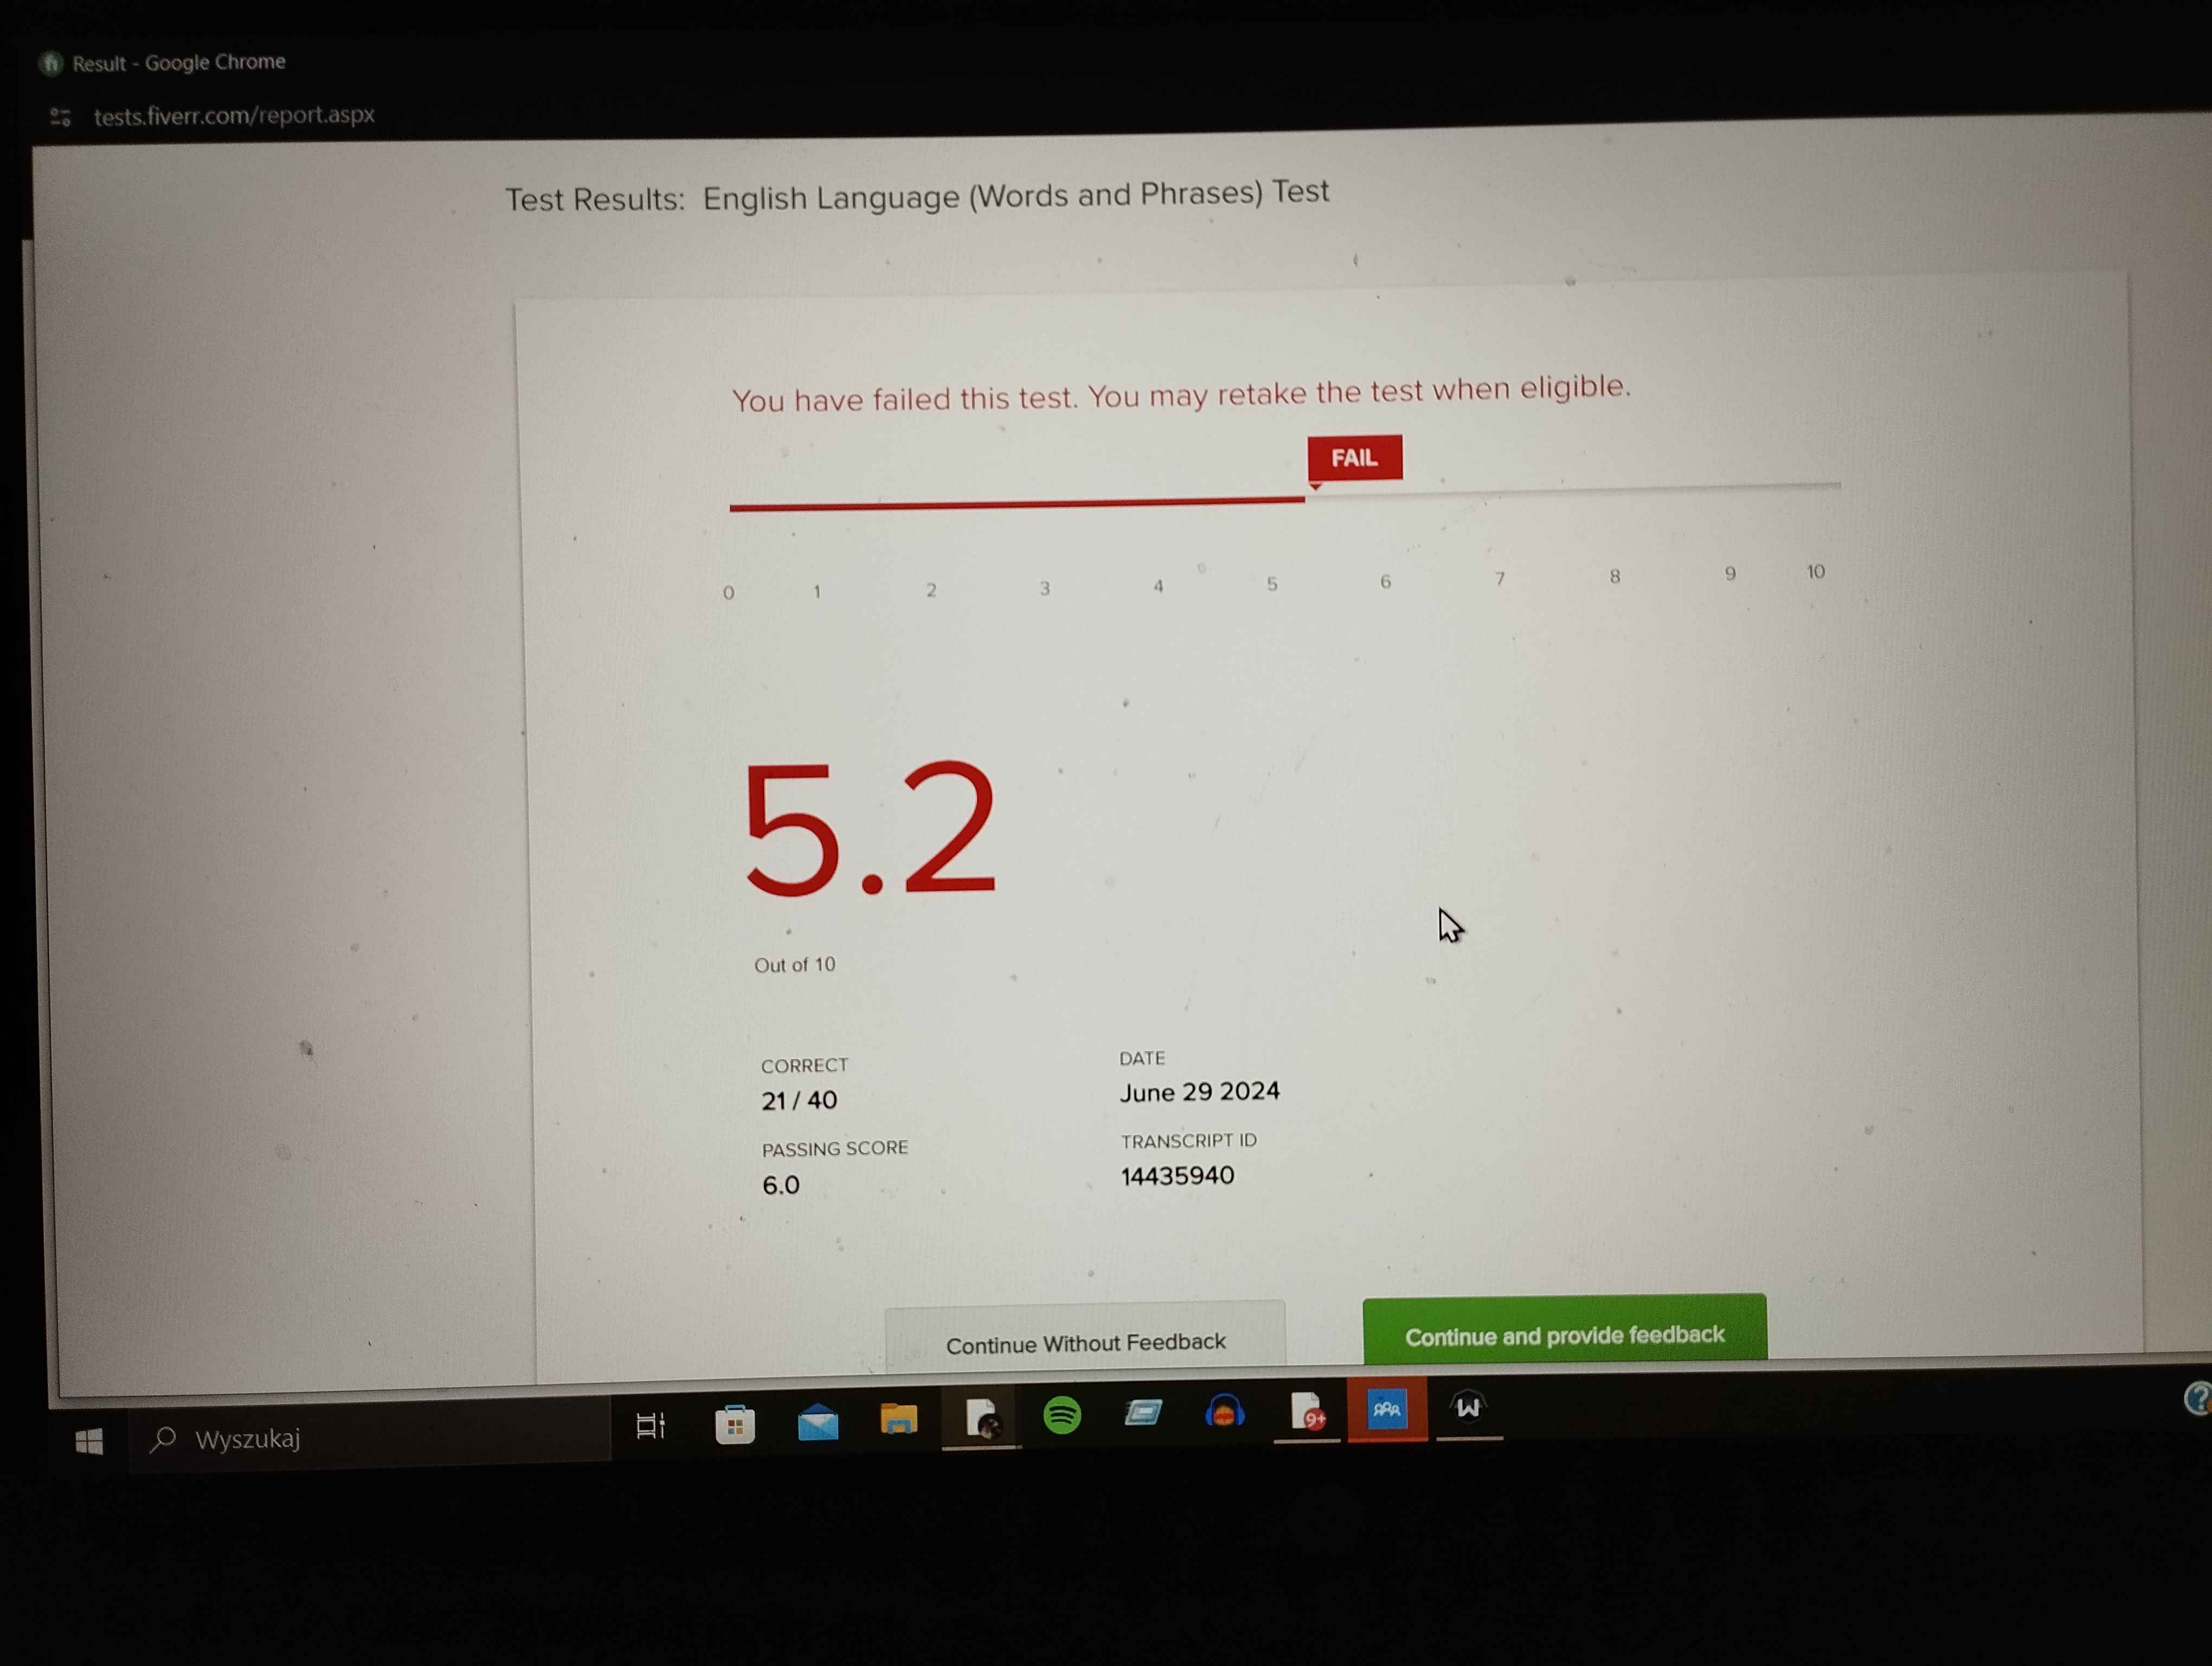 Result - Google Chrome
tests.fiverr.com/report.aspx
Test Results: English Language (Words and Phrases) Test
You have failed this test. You may retake the test when eligible.
FAIL
0 1 2 3 4 5 6 7 8 9 10
5.2
Out of 10
CORRECT
21 / 40
DATE
June 29 2024
PASSING SCORE
6.0
TRANSCRIPT ID
14435940
Continue Without Feedback
Continue and provide feedback
Wyszukaj
9+